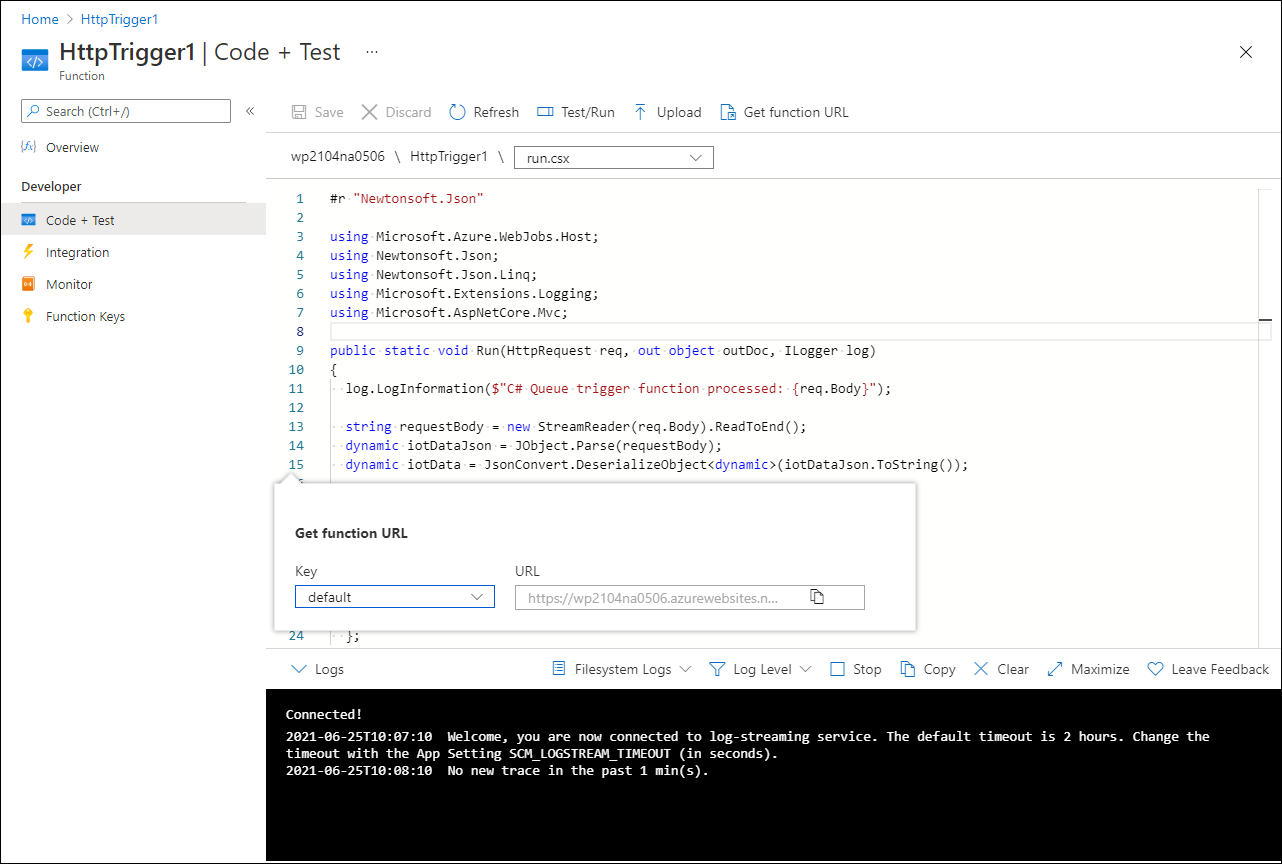 Home > HttpTrigger1
HttpTrigger1 | Code + Test ...
Function
Search (Ctrl+/) «
Save Discard Refresh Test/Run Upload Get function URL
Overview
wp2104na0506 \ HttpTrigger1 \ run.csx
Developer
Code + Test
Integration
Monitor
Function Keys
1 #r "Newtonsoft.Json"
2
3 using Microsoft.Azure.WebJobs.Host;
4 using Newtonsoft.Json;
5 using Newtonsoft.Json.Linq;
6 using Microsoft.Extensions.Logging;
7 using Microsoft.AspNetCore.Mvc;
8
9 public static void Run(HttpRequest req, out object outDoc, ILogger log)
10 {
11 log.LogInformation($"C# Queue trigger function processed: {req.Body}");
12
13 string requestBody = new StreamReader(req.Body).ReadToEnd();
14 dynamic iotDataJson = JObject.Parse(requestBody);
15 dynamic iotData = JsonConvert.DeserializeObject<dynamic>(iotDataJson.ToString());
Get function URL
Key URL
default https://wp2104na0506.azurewebsites.n...
24 };
Logs Filesystem Logs Log Level Stop Copy Clear Maximize Leave Feedback
Connected!
2021-06-25T10:07:10 Welcome, you are now connected to log-streaming service. The default timeout is 2 hours. Change the
timeout with the App Setting SCM_LOGSTREAM_TIMEOUT (in seconds).
2021-06-25T10:08:10 No new trace in the past 1 min(s).